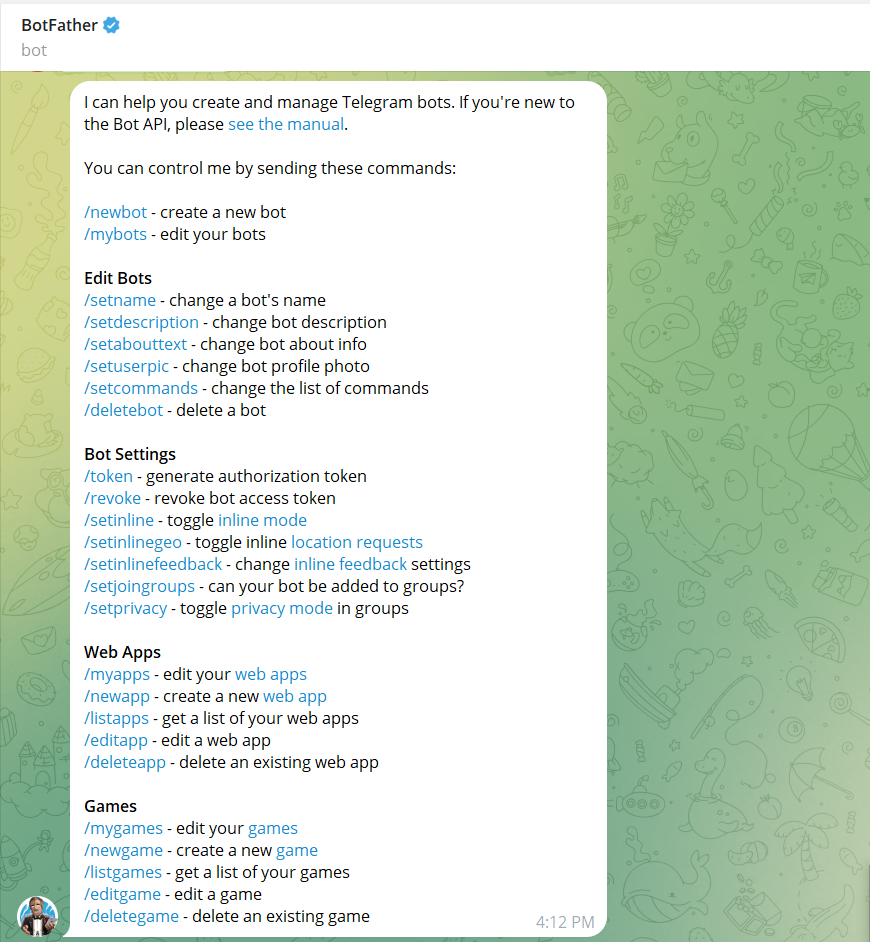 BotFather
bot
I can help you create and manage Telegram bots. If you're new to
the Bot API, please see the manual.
You can control me by sending these commands:
/newbot - create a new bot
/mybots - edit your bots
Edit Bots
/setname - change a bot's name
/setdescription - change bot description
/setabouttext - change bot about info
/setuserpic - change bot profile photo
/setcommands - change the list of commands
/deletebot - delete a bot
Bot Settings
/token - generate authorization token
/revoke - revoke bot access token
/setinline - toggle inline mode
/setinlinegeo - toggle inline location requests
/setinlinefeedback - change inline feedback settings
/setjoingroups - can your bot be added to groups?
/setprivacy - toggle privacy mode in groups
Web Apps
/myapps - edit your web apps
/newapp - create a new web app
/listapps - get a list of your web apps
/editapp - edit a web app
/deleteapp - delete an existing web app
Games
/mygames - edit your games
/newgame - create a new game
/listgames - get a list of your games
/editgame - edit a game
/deletegame - delete an existing game
4:12 PM